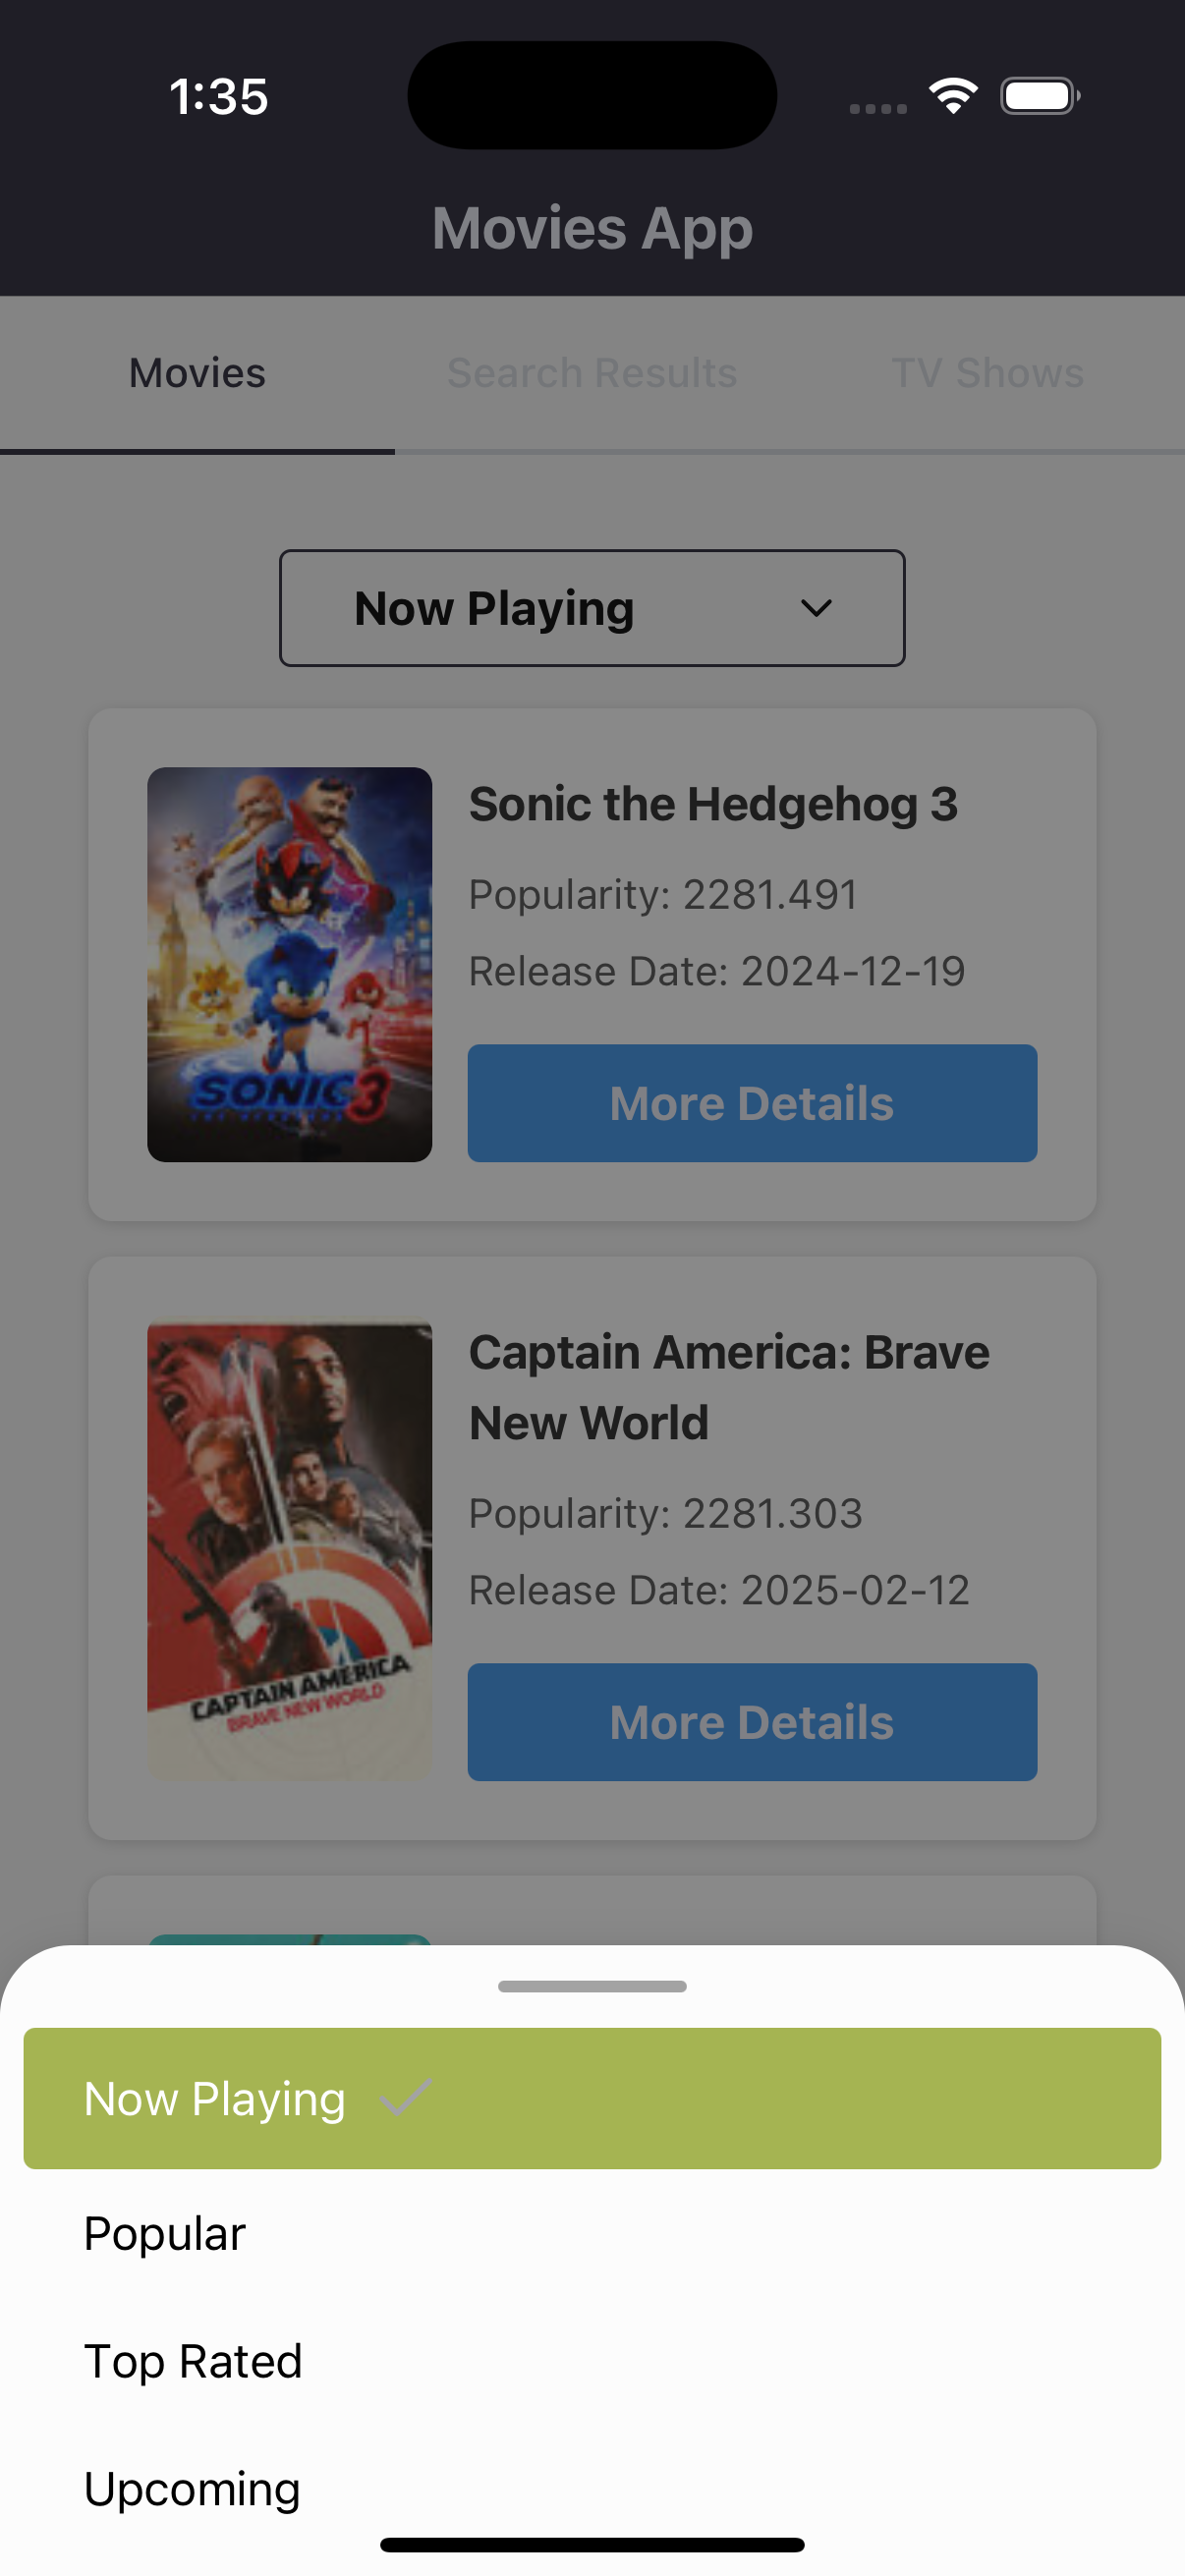 1:35
Movies App
Movies
Search Results
TV Shows
Now Playing
Sonic the Hedgehog 3
Popularity: 2281.491
Release Date: 2024-12-19
More Details
SONIC 3
Captain America: Brave
New World
Popularity: 2281.303
Release Date: 2025-02-12
More Details
CAPTAIN AMERICA
BRAVE NEW WORLD
Now Playing
Popular
Top Rated
Upcoming